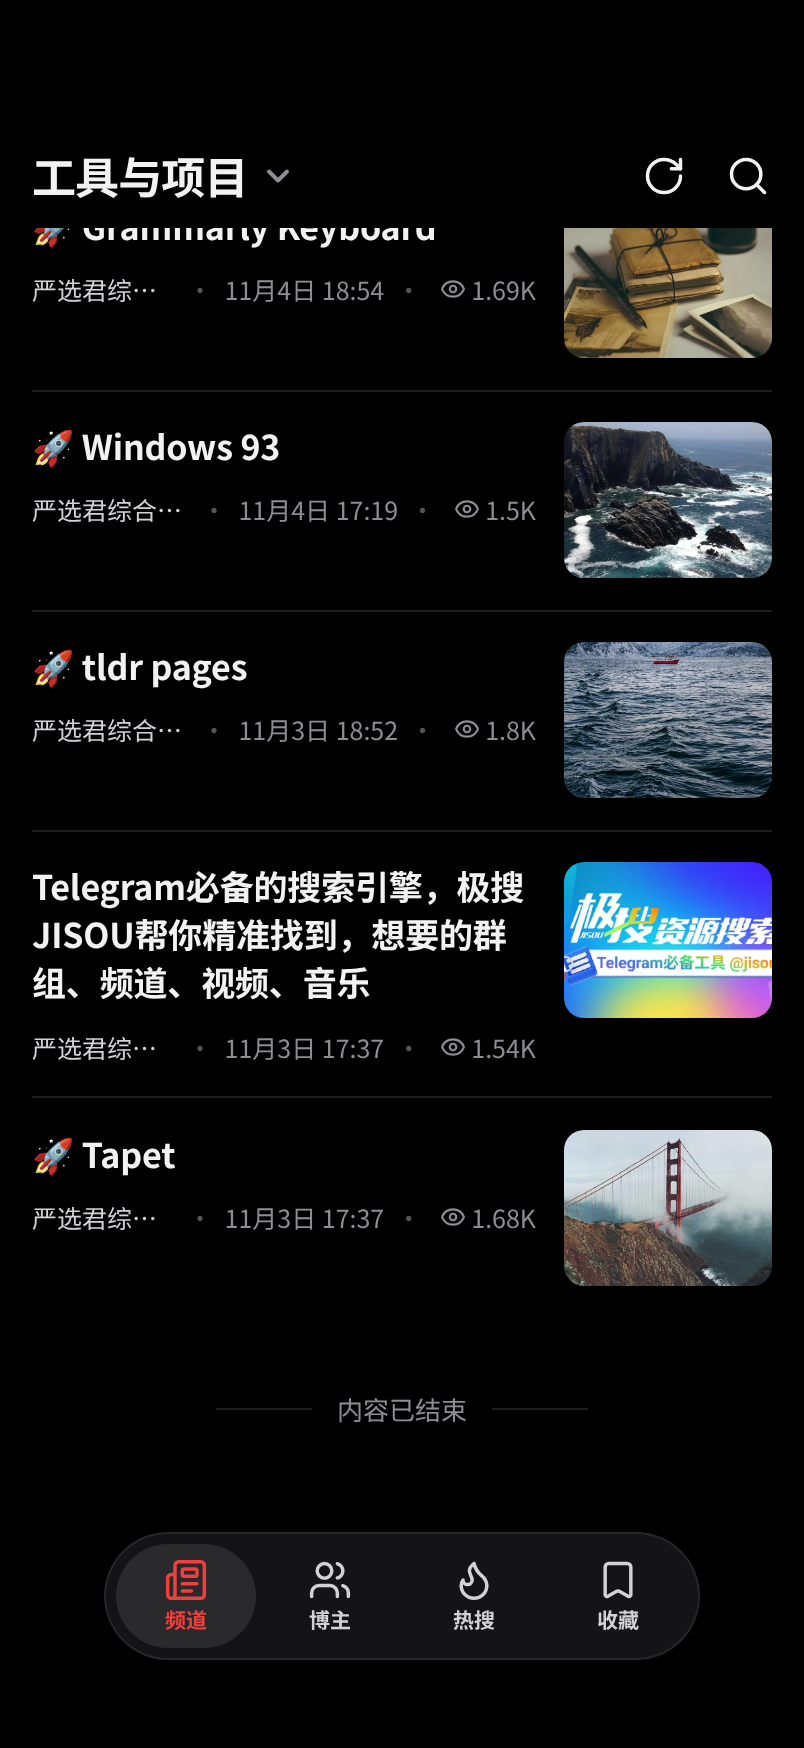 工具与项目
🚀 Grammarly Keyboard
严选君综… • 11月4日 18:54 • 1.69K
🚀 Windows 93
严选君综合… • 11月4日 17:19 • 1.5K
🚀 tldr pages
严选君综合… • 11月3日 18:52 • 1.8K
Telegram必备的搜索引擎，极搜
JISOU帮你精准找到，想要的群
组、频道、视频、音乐
极搜资源搜索
JISOU
Telegram必备工具 @jisou
严选君综… • 11月3日 17:37 • 1.54K
🚀 Tapet
严选君综… • 11月3日 17:37 • 1.68K
内容已结束
频道
博主
热搜
收藏